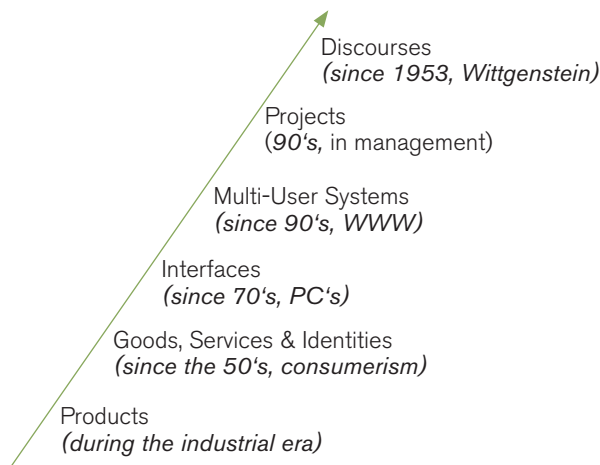 Discourses
(since 1953, Wittgenstein)
Projects
(90‘s, in management)
Multi-User Systems
(since 90‘s, WWW)
Interfaces
(since 70‘s, PC‘s)
Goods, Services & Identities
(since the 50‘s, consumerism)
Products
(during the industrial era)